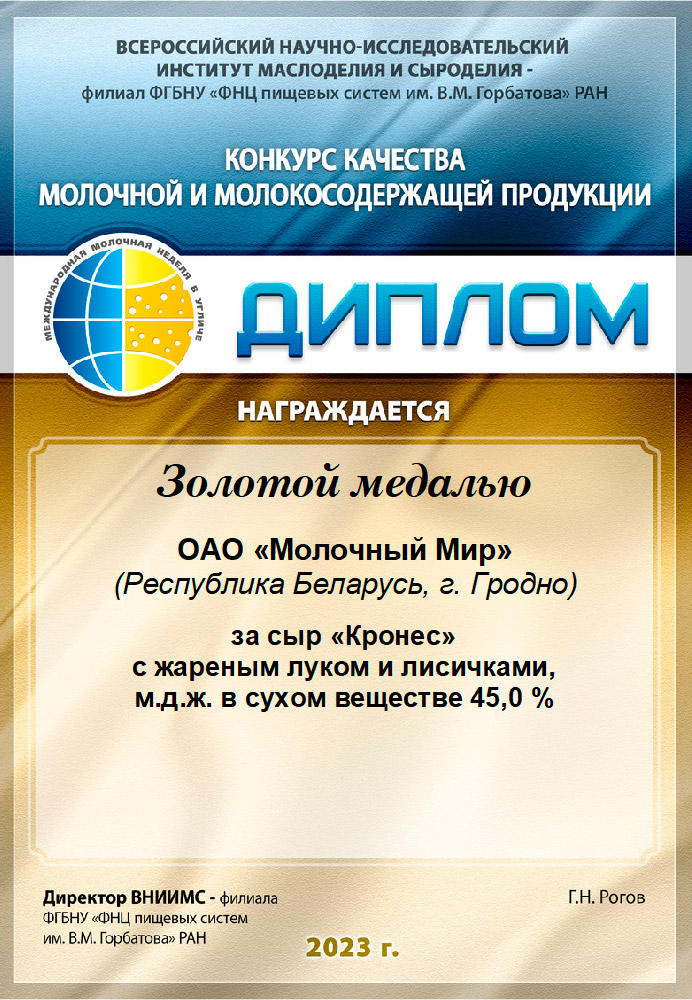 ВСЕРОССИЙСКИЙ НАУЧНО-ИССЛЕДОВАТЕЛЬСКИЙ
ИНСТИТУТ МАСЛОДЕЛИЯ И СЫРОДЕЛИЯ -
филиал ФГБНУ «ФНЦ пищевых систем им. В.М. Горбатова» РАН
КОНКУРС КАЧЕСТВА
МОЛОЧНОЙ И МОЛОКОСОДЕРЖАЩЕЙ ПРОДУКЦИИ
МЕЖДУНАРОДНАЯ МОЛОЧНАЯ НЕДЕЛЯ В УГЛИЧЕ
ДИПЛОМ
НАГРАЖДАЕТСЯ
Золотой медалью
ОАО «Молочный Мир»
(Республика Беларусь, г. Гродно)
за сыр «Кронес»
с жареным луком и лисичками,
м.д.ж. в сухом веществе 45,0 %
Директор ВНИИМС - филиала
ФГБНУ «ФНЦ пищевых систем
им. В.М. Горбатова» РАН
Г.Н. Рогов
2023 г.